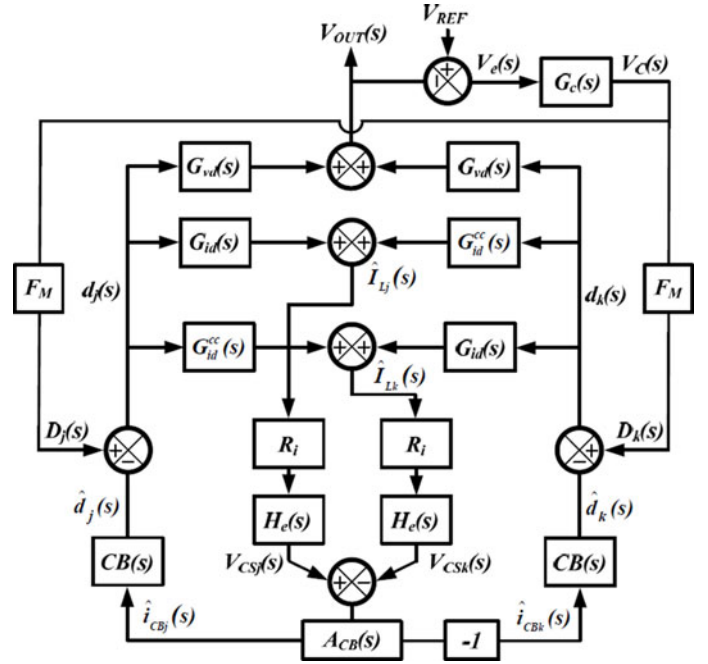 V_REF
V_OUT(s)
+
-
V_e(s)
G_c(s)
V_C(s)
G_vd(s)
+ +
G_vd(s)
G_id(s)
+ +
G_id^cc(s)
F_M
d_j(s)
Î_Lj(s)
d_k(s)
F_M
G_id^cc(s)
+ +
G_id(s)
Î_Lk(s)
D_j(s)
+
-
R_i
R_i
+
-
D_k(s)
d̂_j(s)
H_e(s)
H_e(s)
d̂_k(s)
CB(s)
V_CSj(s)
+ -
V_CSk(s)
CB(s)
î_CBj(s)
A_CB(s)
-1
î_CBk(s)